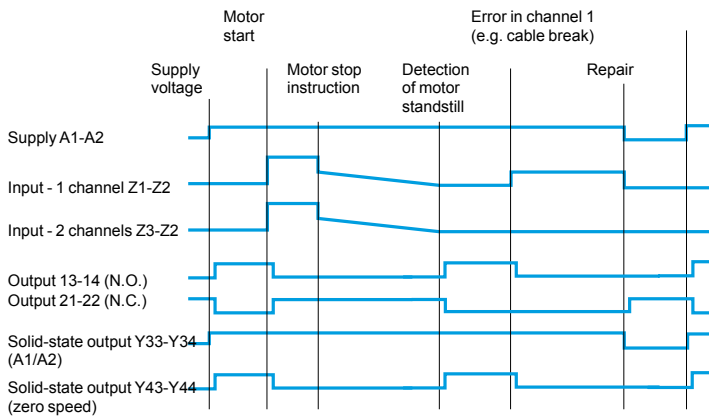 Motor
start
Error in channel 1
(e.g. cable break)
Supply
voltage
Motor stop
instruction
Detection
of motor
standstill
Repair
Supply A1-A2
Input - 1 channel Z1-Z2
Input - 2 channels Z3-Z2
Output 13-14 (N.O.)
Output 21-22 (N.C.)
Solid-state output Y33-Y34
(A1/A2)
Solid-state output Y43-Y44
(zero speed)